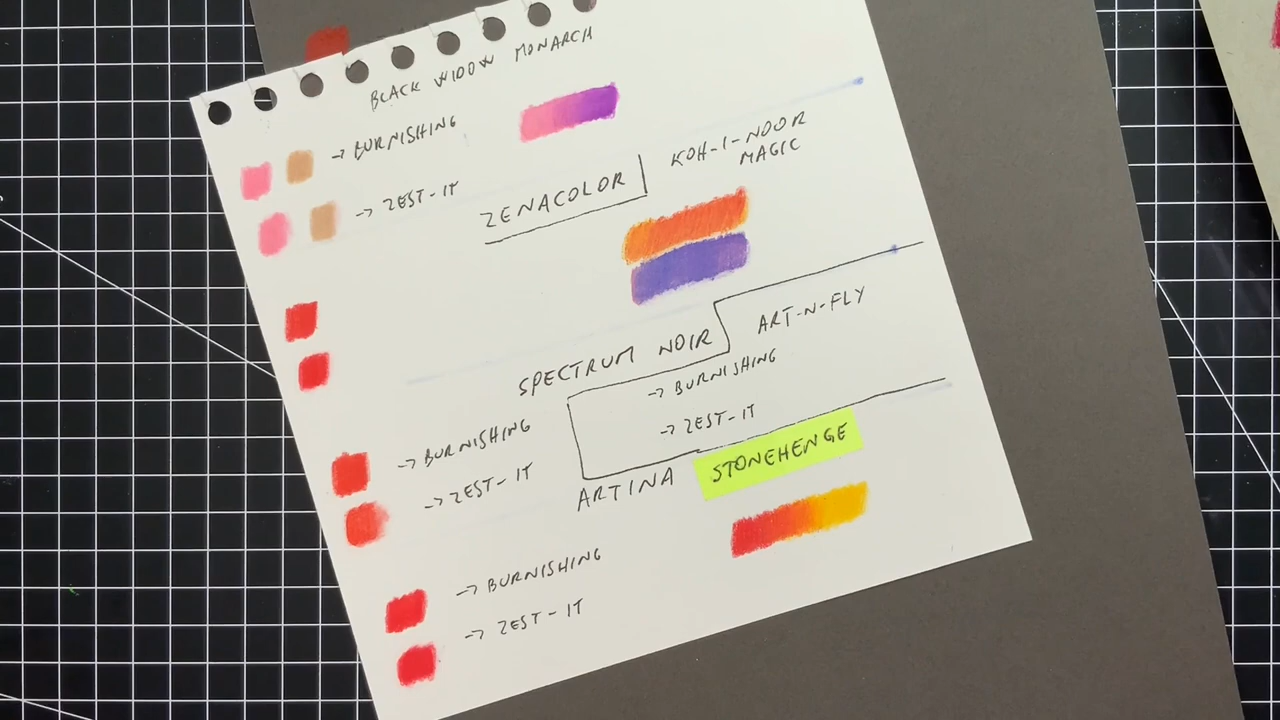 BLACK WIDOW MONARCH
→ BURNISHING
→ ZEST-IT
ZENACOLOR
KOH-I-NOOR
MAGIC
SPECTRUM NOIR
ART-N-FLY
→ BURNISHING
→ ZEST-IT
→ BURNISHING
→ ZEST-IT
ARTINA STONEHENGE
→ BURNISHING
→ ZEST-IT